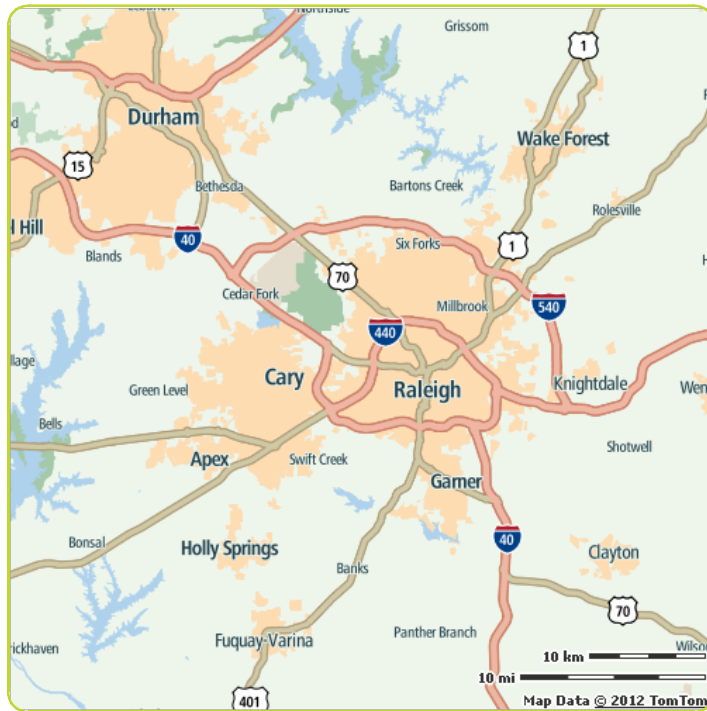 Lebanon
Northside
Grissom
1
Durham
Wake Forest
15
Bethesda
Bartons Creek
Rolesville
Hill
40
Blands
Six Forks
1
70
Cedar Fork
Millbrook
540
440
Cary
Raleigh
Knightdale
Green Level
Bells
Apex
Swift Creek
Shotwell
Garner
Bonsal
Holly Springs
40
Clayton
Banks
70
Fuquay-Varina
Panther Branch
10 km
10 mi
401
Map Data © 2012 TomTom